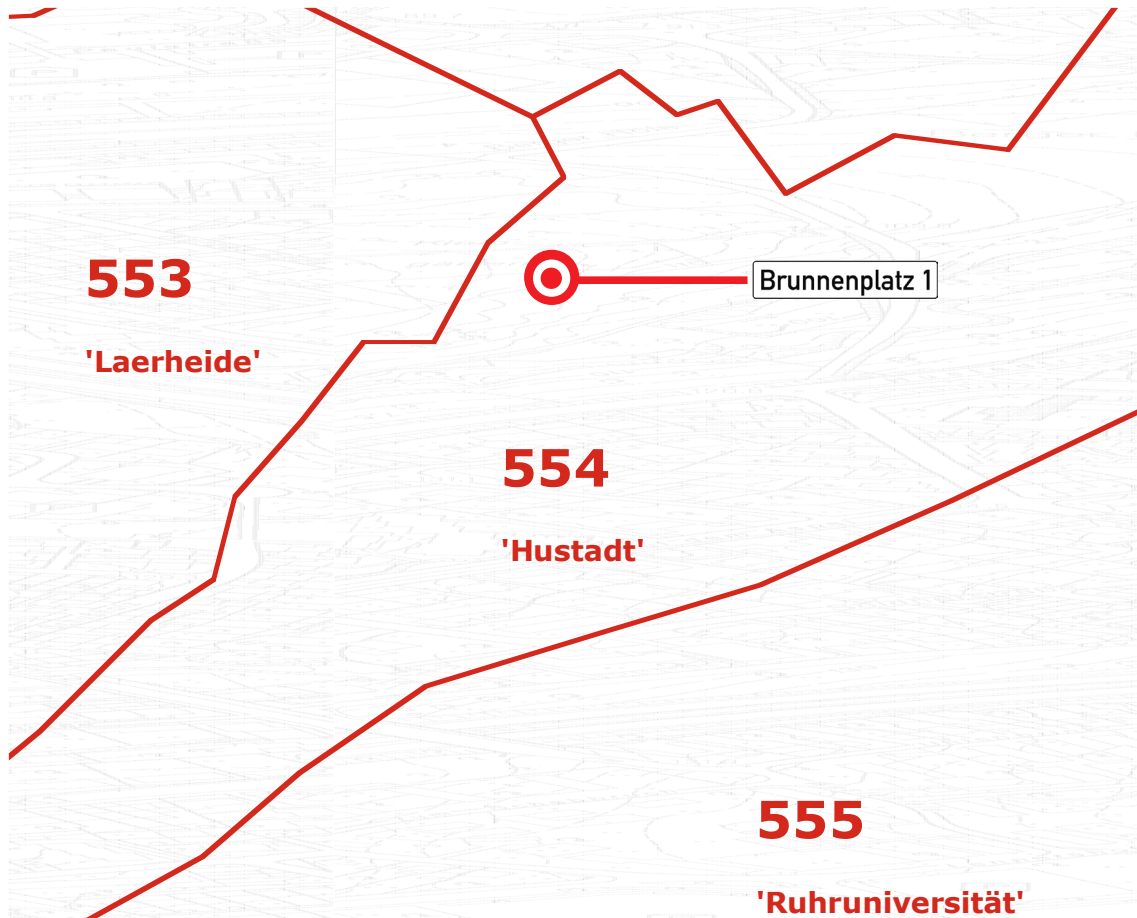 553
'Laerheide'
Brunnenplatz 1
554
'Hustadt'
555
'Ruhruniversität'